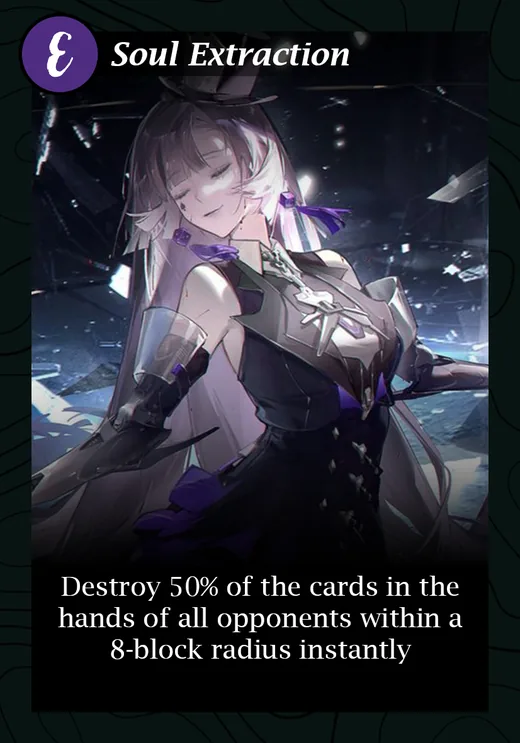 ℰ Soul Extraction
Destroy 50% of the cards in the
hands of all opponents within a
8-block radius instantly